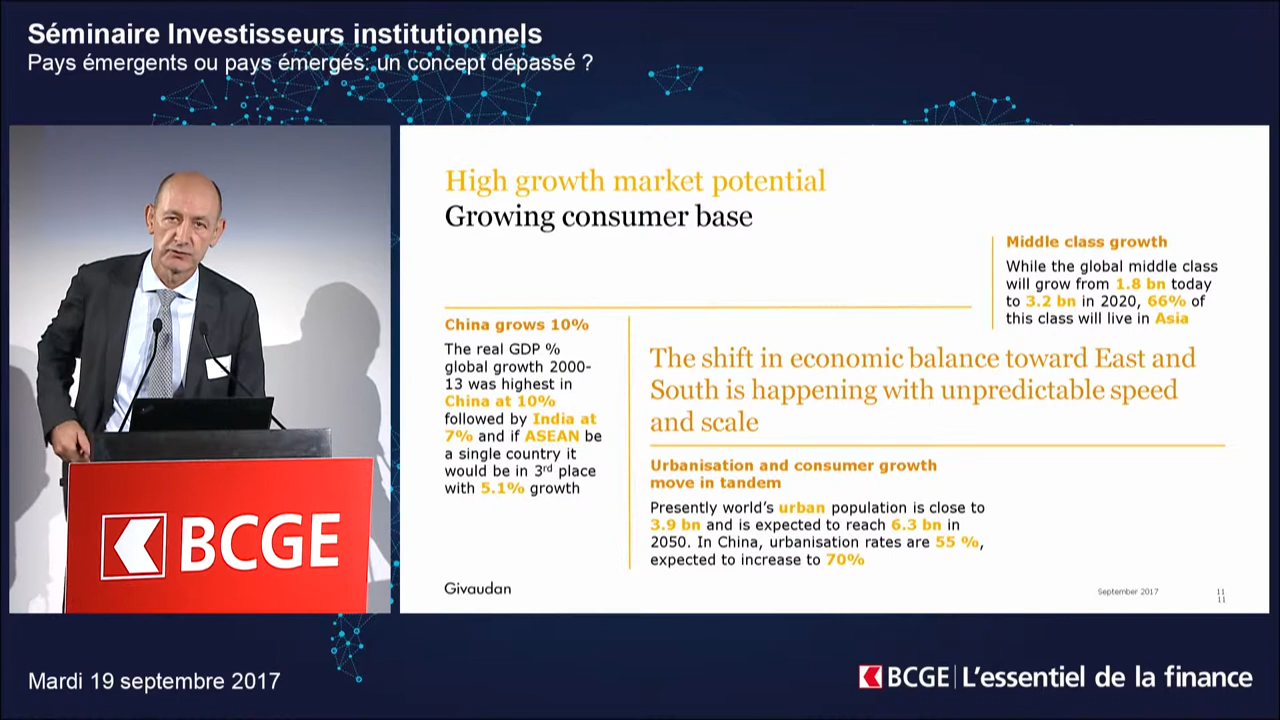 Séminaire Investisseurs institutionnels
Pays émergents ou pays émergés: un concept dépassé ?
BCGE
High growth market potential
Growing consumer base
Middle class growth
While the global middle class
will grow from 1.8 bn today
to 3.2 bn in 2020, 66% of
this class will live in Asia
China grows 10%
The real GDP %
global growth 2000-
13 was highest in
China at 10%
followed by India at
7% and if ASEAN be
a single country it
would be in 3rd place
with 5.1% growth
The shift in economic balance toward East and
South is happening with unpredictable speed
and scale
Urbanisation and consumer growth
move in tandem
Presently world's urban population is close to
3.9 bn and is expected to reach 6.3 bn in
2050. In China, urbanisation rates are 55 %,
expected to increase to 70%
Givaudan
September 2017
11
11
Mardi 19 septembre 2017
BCGE L'essentiel de la finance